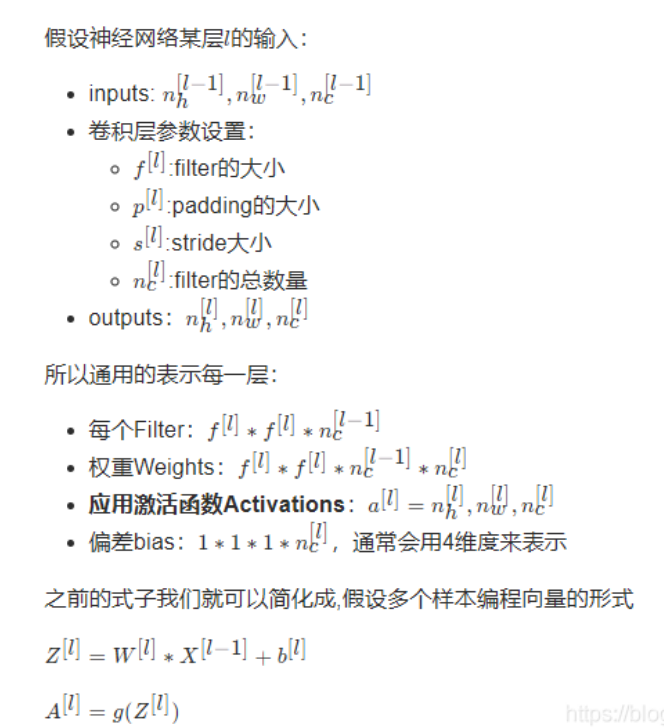 假设神经网络某层$l$的输入：
• inputs: $n_h^{[l-1]}, n_w^{[l-1]}, n_c^{[l-1]}$
• 卷积层参数设置：
◦ $f^{[l]}$:filter的大小
◦ $p^{[l]}$:padding的大小
◦ $s^{[l]}$:stride大小
◦ $n_c^{[l]}$:filter的总数量
• outputs：$n_h^{[l]}, n_w^{[l]}, n_c^{[l]}$
所以通用的表示每一层：
• 每个Filter：$f^{[l]} * f^{[l]} * n_c^{[l-1]}$
• 权重Weights：$f^{[l]} * f^{[l]} * n_c^{[l-1]} * n_c^{[l]}$
• 应用激活函数Activations：$a^{[l]} = n_h^{[l]}, n_w^{[l]}, n_c^{[l]}$
• 偏差bias：$1 * 1 * 1 * n_c^{[l]}$，通常会用4维度来表示
之前的式子我们就可以简化成,假设多个样本编程向量的形式
$Z^{[l]} = W^{[l]} * X^{[l-1]} + b^{[l]}$
$A^{[l]} = g(Z^{[l]})$
https://blog